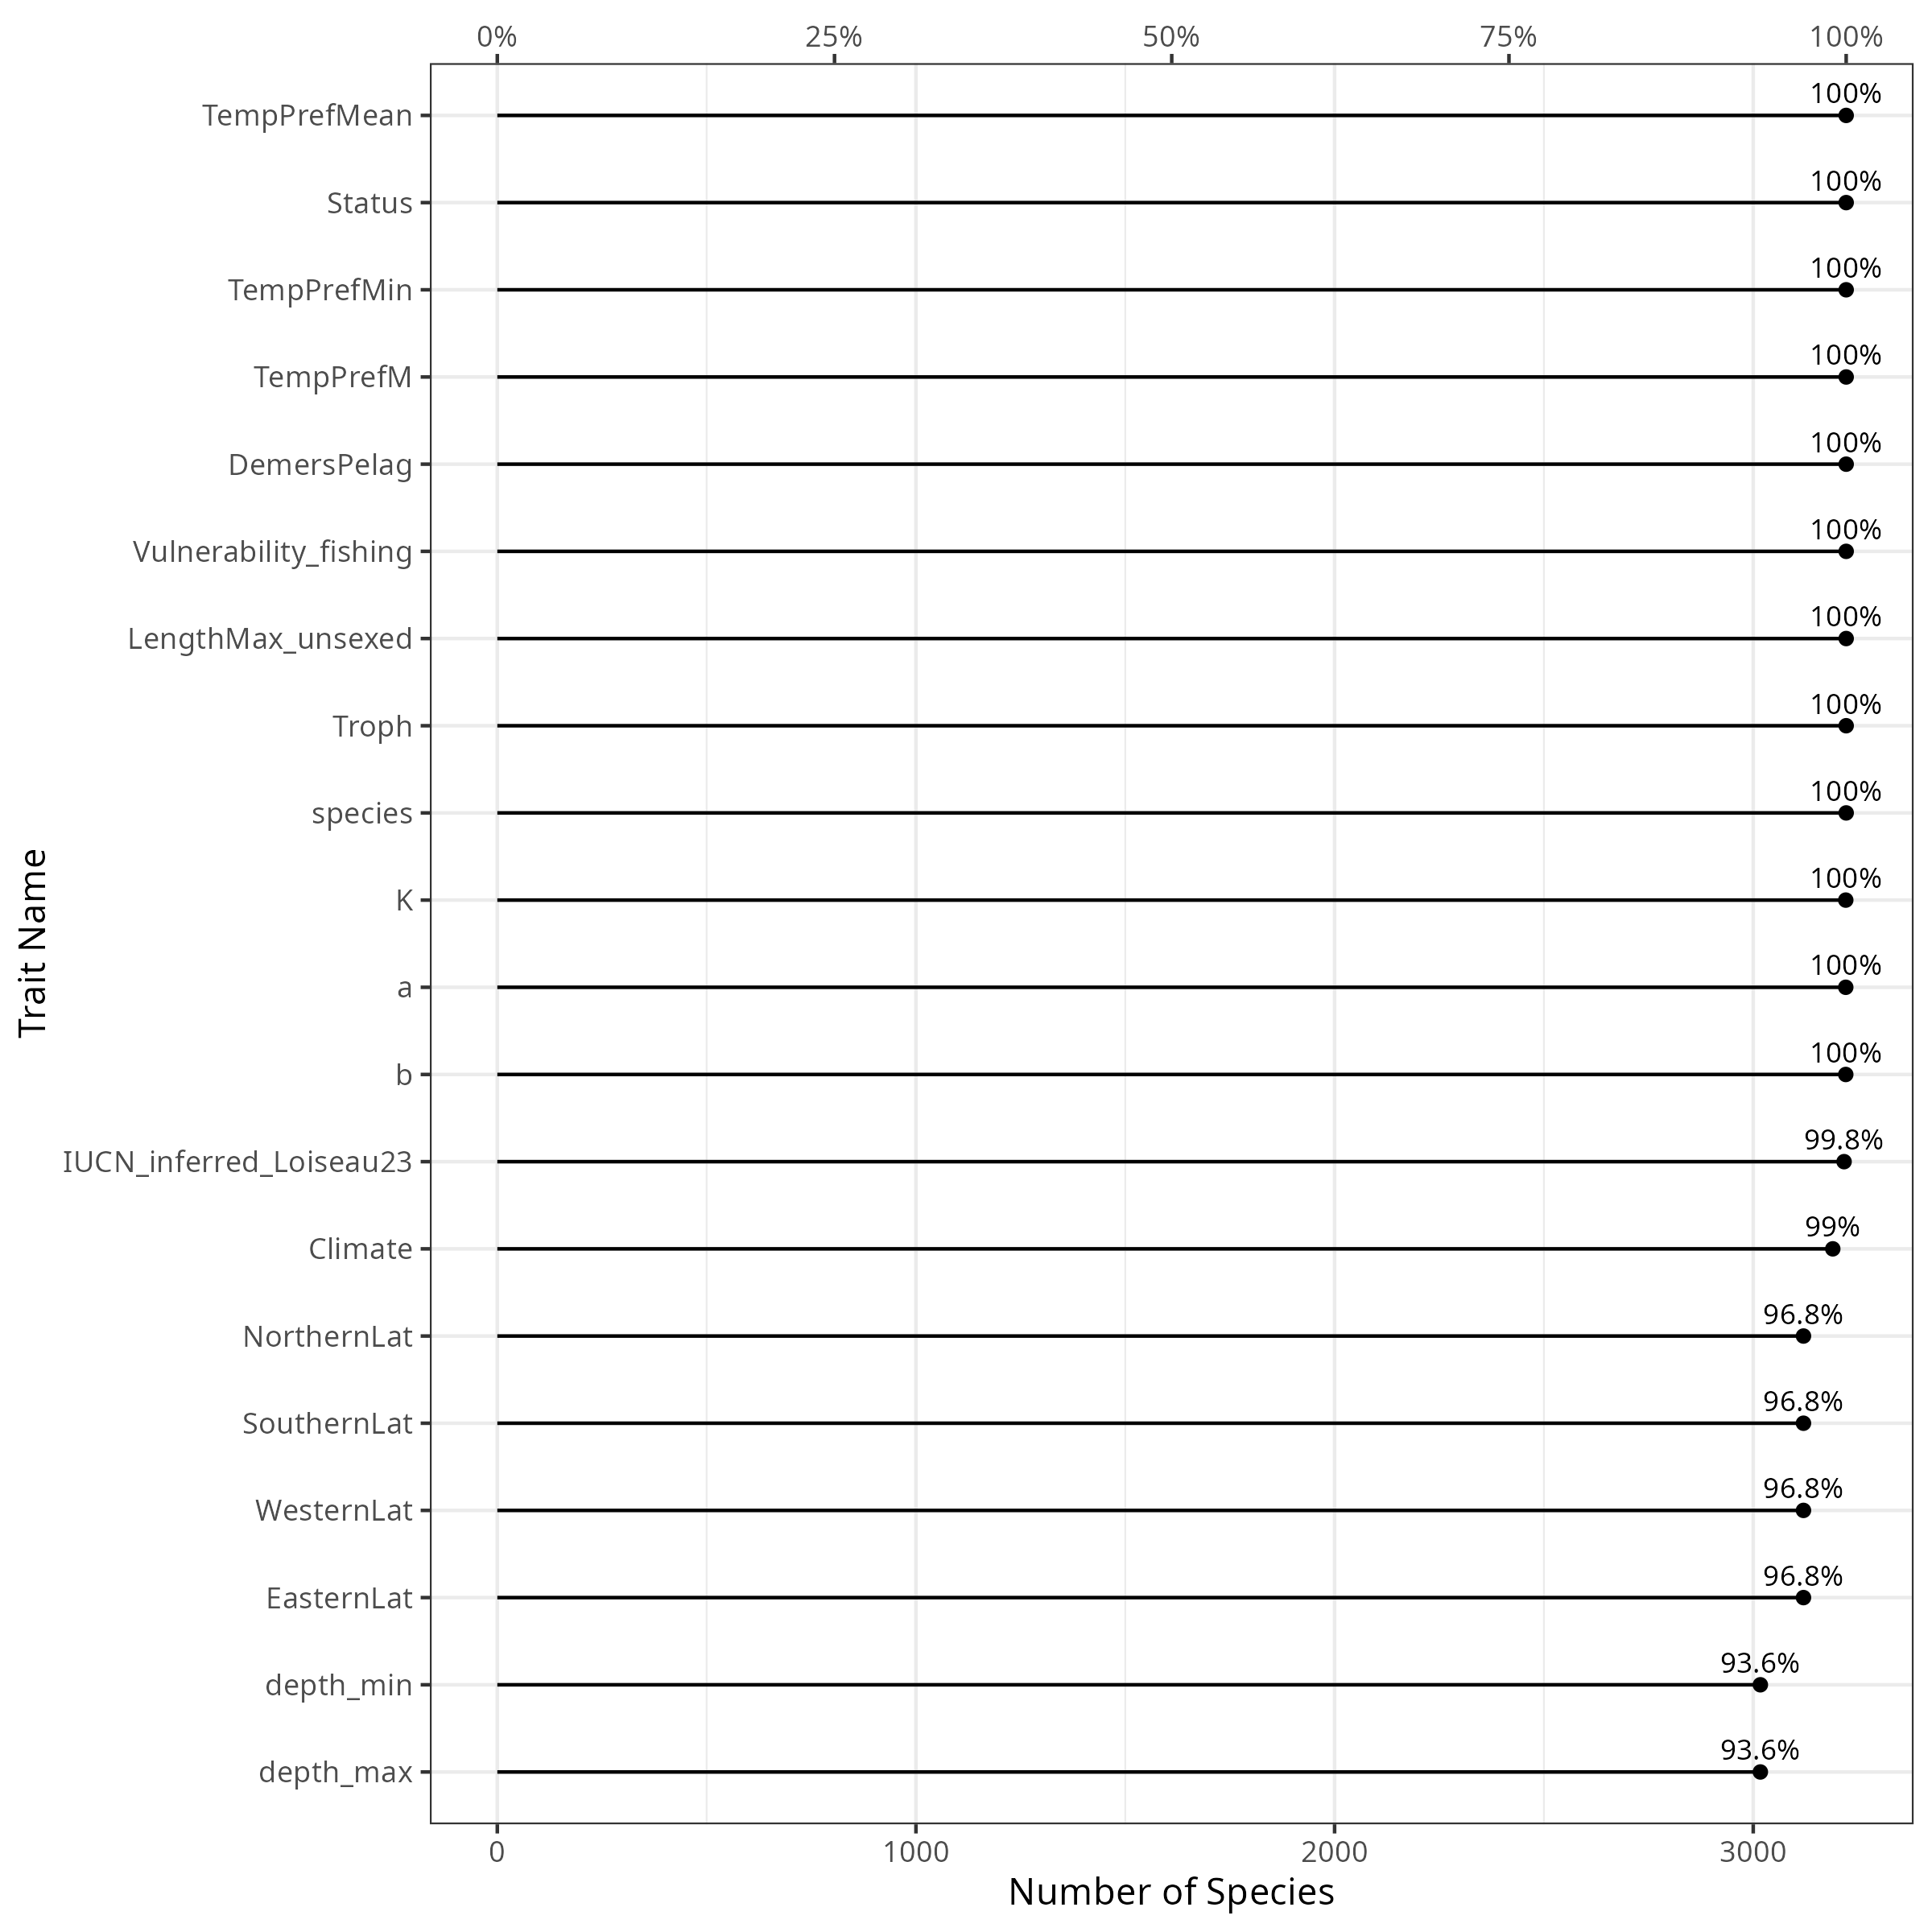 0% 25% 50% 75% 100%
TempPrefMean 100%
Status 100%
TempPrefMin 100%
TempPrefM 100%
DemersPelag 100%
Vulnerability_fishing 100%
LengthMax_unsexed 100%
Troph 100%
species 100%
K 100%
a 100%
b 100%
IUCN_inferred_Loiseau23 99.8%
Climate 99%
NorthernLat 96.8%
SouthernLat 96.8%
WesternLat 96.8%
EasternLat 96.8%
depth_min 93.6%
depth_max 93.6%
0 1000 2000 3000
Number of Species
Trait Name